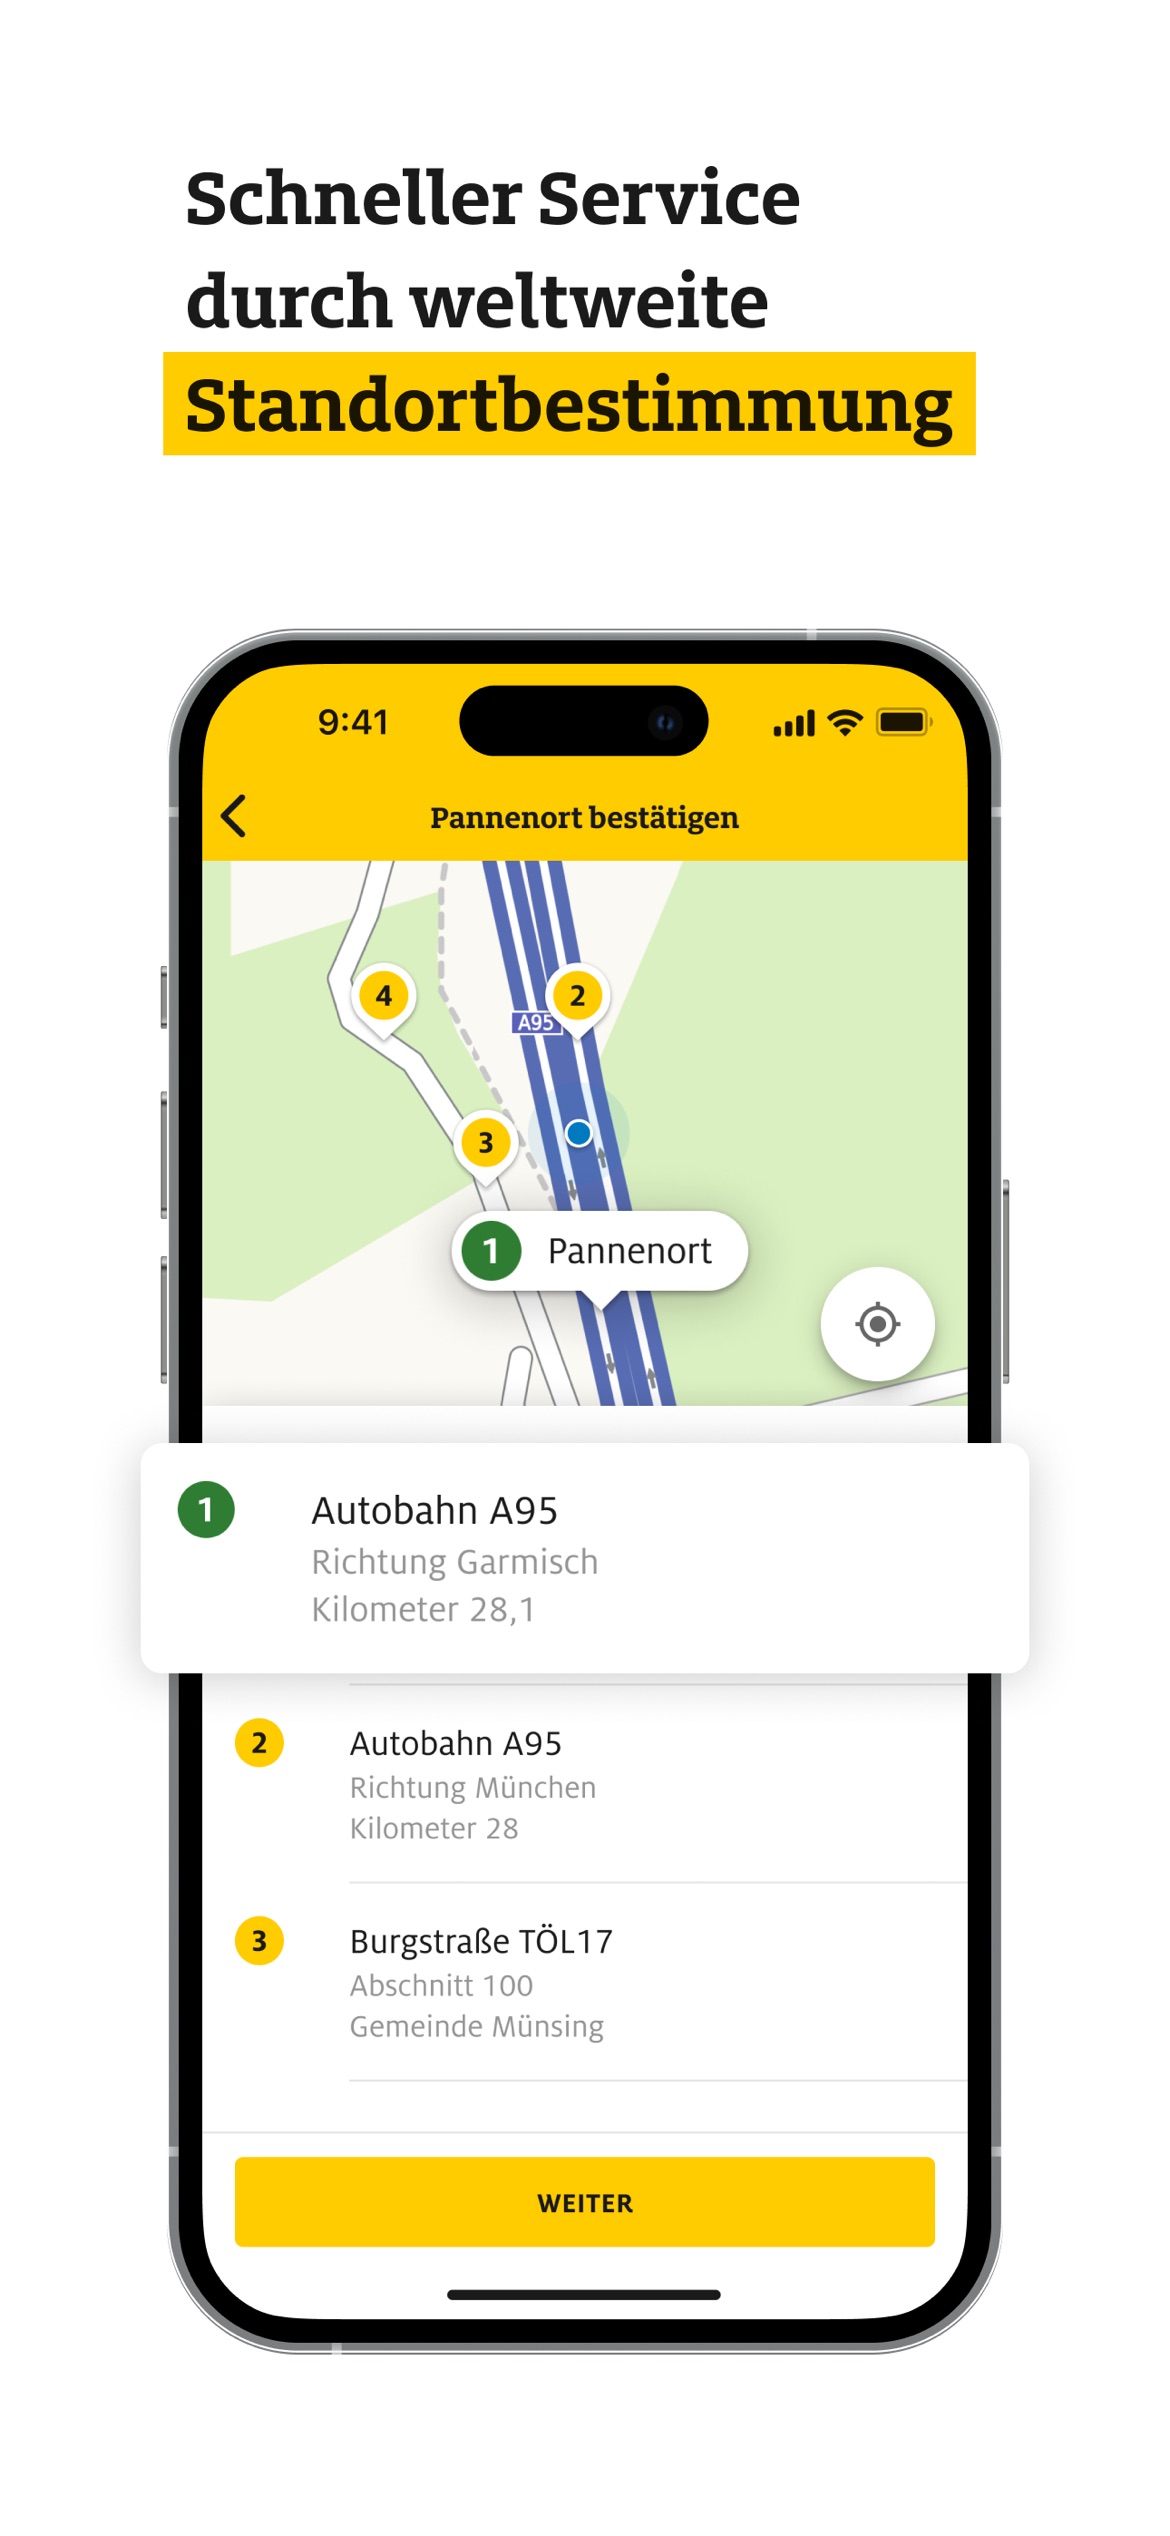 Schneller Service
durch weltweite
Standortbestimmung
9:41
Pannenort bestätigen
4
2
A95
3
1 Pannenort
1 Autobahn A95
Richtung Garmisch
Kilometer 28,1
2 Autobahn A95
Richtung München
Kilometer 28
3 Burgstraße TÖL17
Abschnitt 100
Gemeinde Münsing
WEITER